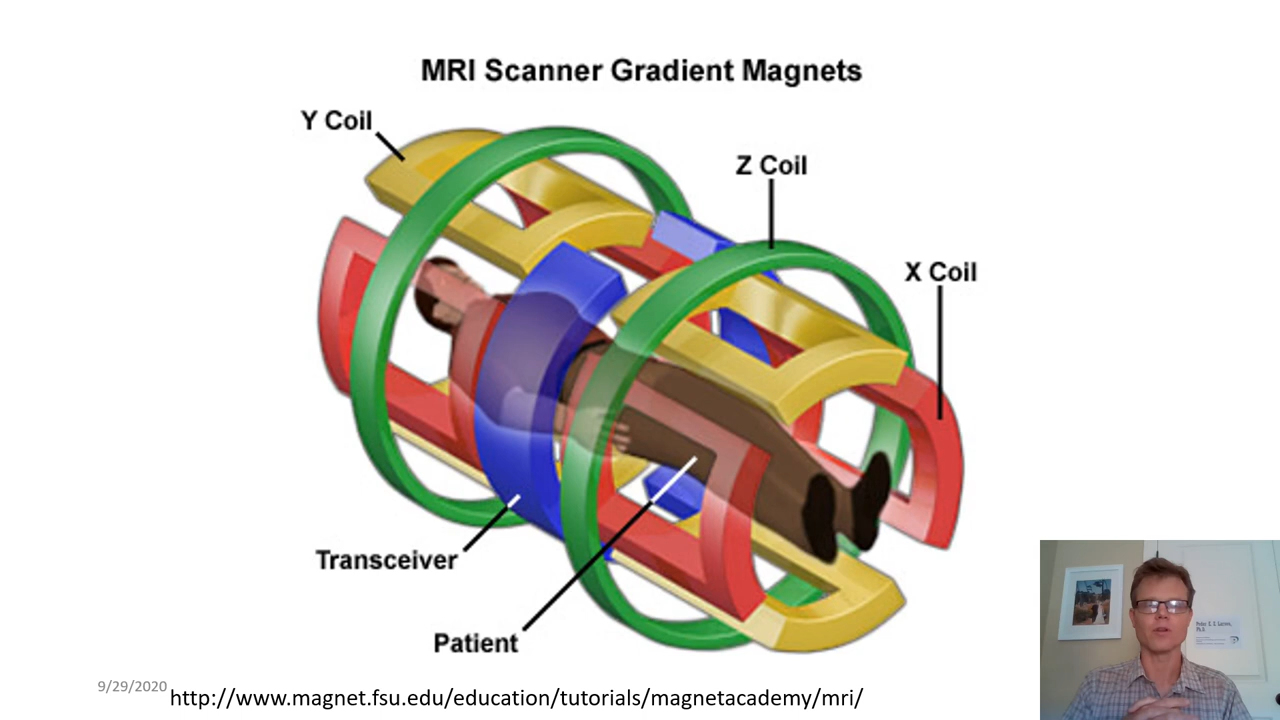 MRI Scanner Gradient Magnets
Y Coil
Z Coil
X Coil
Transceiver
Patient
9/29/2020
http://www.magnet.fsu.edu/education/tutorials/magnetacademy/mri/